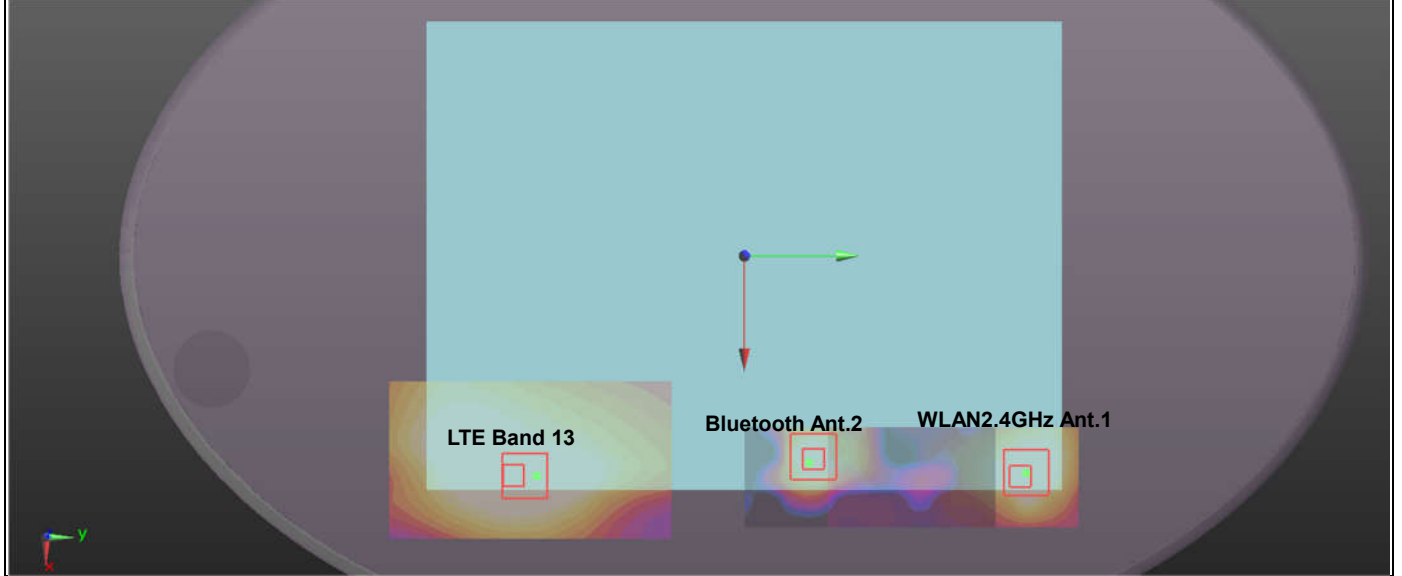 WLAN2.4GHz Ant.1
Bluetooth Ant.2
LTE Band 13
y
x